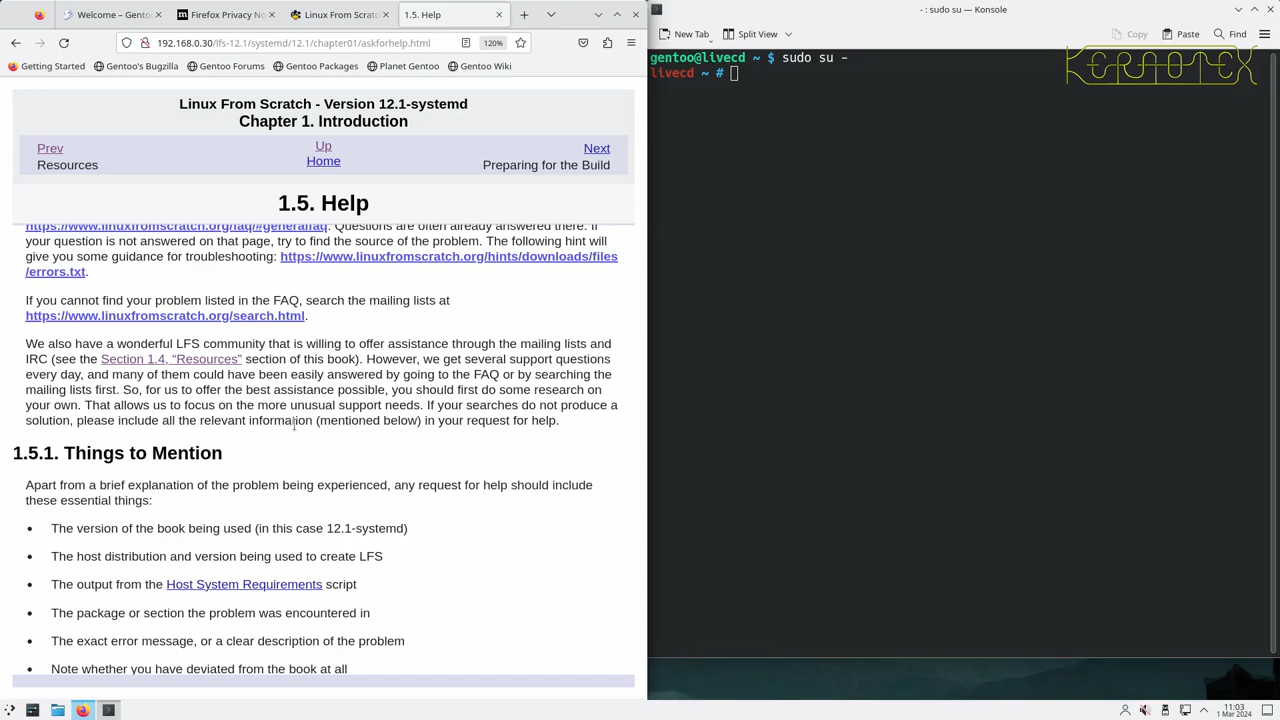 Welcome – Gento
Firefox Privacy No
Linux From Scratc
1.5. Help
192.168.0.30/lfs-12.1/systemd/12.1/chapter01/askforhelp.html
120%
Getting Started
Gentoo's Bugzilla
Gentoo Forums
Gentoo Packages
Planet Gentoo
Gentoo Wiki
Linux From Scratch - Version 12.1-systemd
Chapter 1. Introduction
Prev
Up
Next
Resources
Home
Preparing for the Build
1.5. Help
https://www.linuxfromscratch.org/faq/#generalfaq. Questions are often already answered there. If
your question is not answered on that page, try to find the source of the problem. The following hint will
give you some guidance for troubleshooting: https://www.linuxfromscratch.org/hints/downloads/files
/errors.txt.
If you cannot find your problem listed in the FAQ, search the mailing lists at
https://www.linuxfromscratch.org/search.html.
We also have a wonderful LFS community that is willing to offer assistance through the mailing lists and
IRC (see the Section 1.4, “Resources” section of this book). However, we get several support questions
every day, and many of them could have been easily answered by going to the FAQ or by searching the
mailing lists first. So, for us to offer the best assistance possible, you should first do some research on
your own. That allows us to focus on the more unusual support needs. If your searches do not produce a
solution, please include all the relevant information (mentioned below) in your request for help.
1.5.1. Things to Mention
Apart from a brief explanation of the problem being experienced, any request for help should include
these essential things:
• The version of the book being used (in this case 12.1-systemd)
• The host distribution and version being used to create LFS
• The output from the Host System Requirements script
• The package or section the problem was encountered in
• The exact error message, or a clear description of the problem
• Note whether you have deviated from the book at all
- : sudo su — Konsole
New Tab
Split View
Copy
Paste
Find
gentoo@livecd ~ $ sudo su -
livecd ~ #
KERNOTEX
11:03
1 Mar 2024